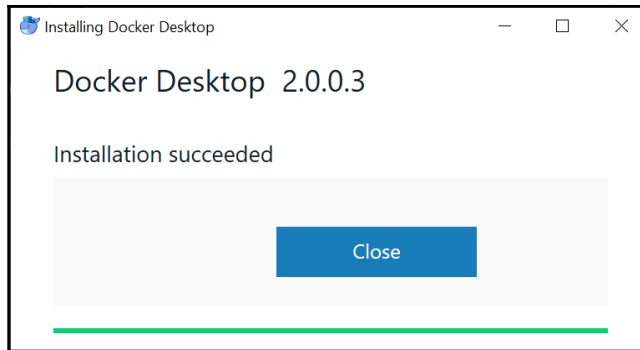 Installing Docker Desktop
Docker Desktop 2.0.0.3
Installation succeeded
Close